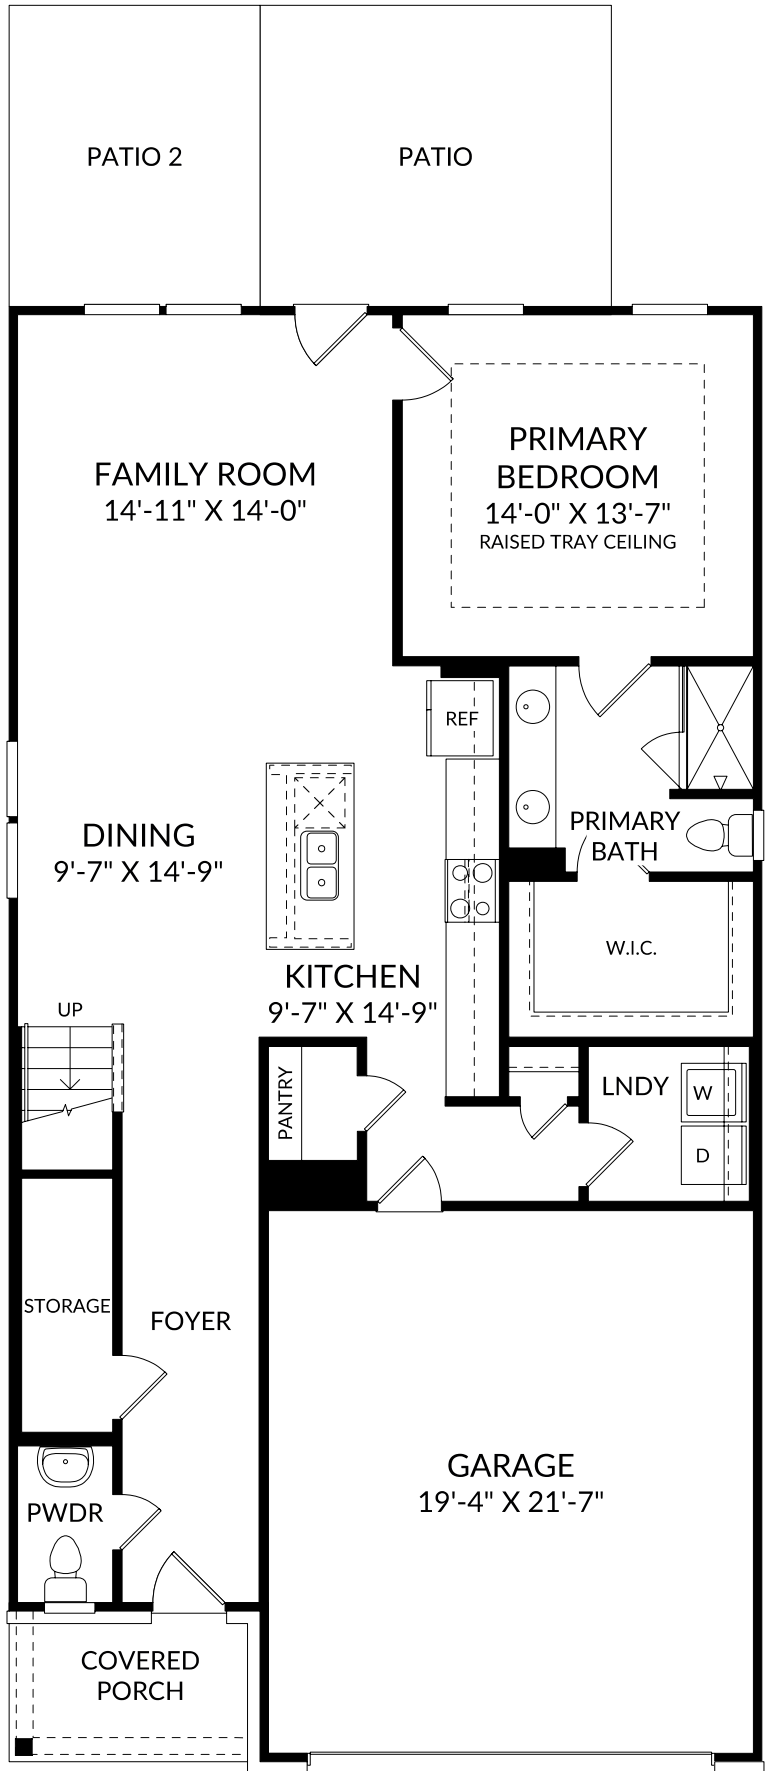 PATIO 2
PATIO
FAMILY ROOM
14'-11" X 14'-0"
PRIMARY
BEDROOM
14'-0" X 13'-7"
RAISED TRAY CEILING
REF
DINING
9'-7" X 14'-9"
PRIMARY
BATH
W.I.C.
KITCHEN
9'-7" X 14'-9"
UP
PANTRY
LNDY
W
D
STORAGE
FOYER
GARAGE
19'-4" X 21'-7"
PWDR
COVERED
PORCH